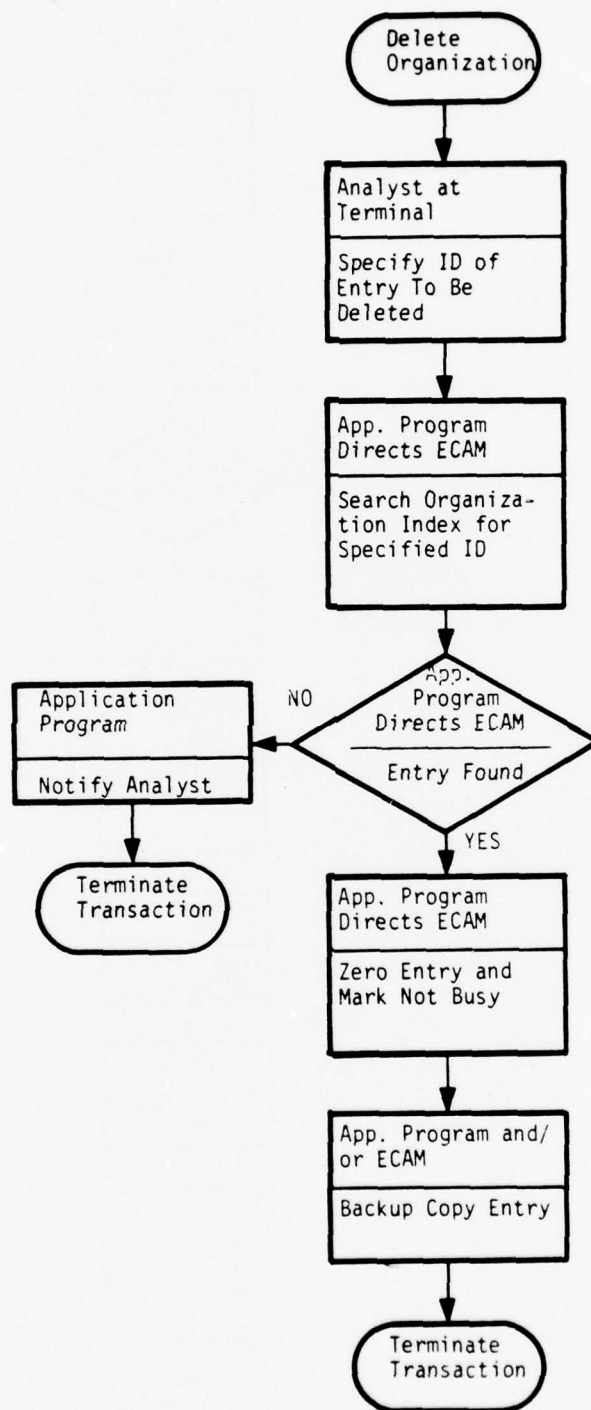 Delete
Organization
Analyst at
Terminal
Specify ID of
Entry To Be
Deleted
App. Program
Directs ECAM
Search Organiza-
tion Index for
Specified ID
App.
Program
Directs ECAM
Entry Found
NO
Application
Program
Notify Analyst
Terminate
Transaction
YES
App. Program
Directs ECAM
Zero Entry and
Mark Not Busy
App. Program and/
or ECAM
Backup Copy Entry
Terminate
Transaction